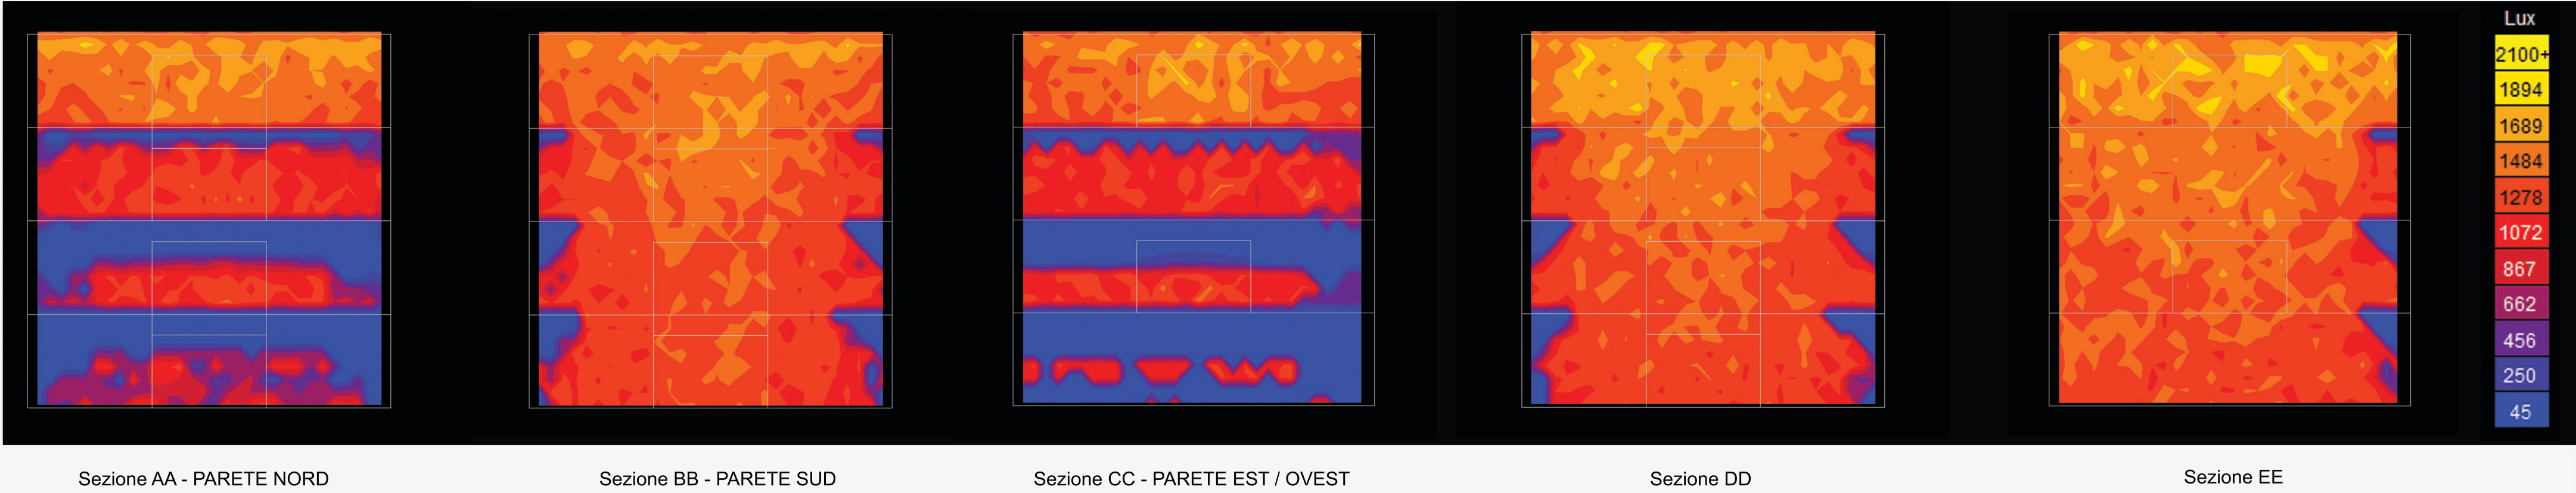 Lux
2100+
1894
1689
1484
1278
1072
867
662
456
250
45
Sezione AA - PARETE NORD
Sezione BB - PARETE SUD
Sezione CC - PARETE EST / OVEST
Sezione DD
Sezione EE